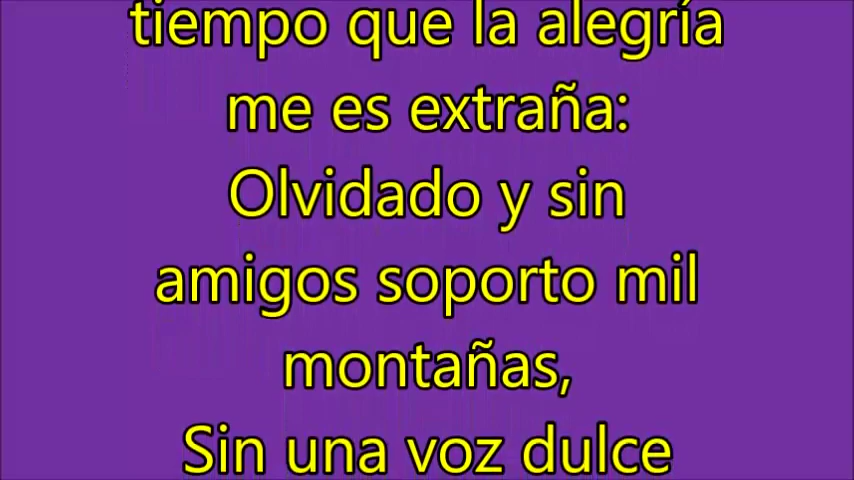 tiempo que la alegría
me es extraña:
Olvidado y sin
amigos soporto mil
montañas,
Sin una voz dulce